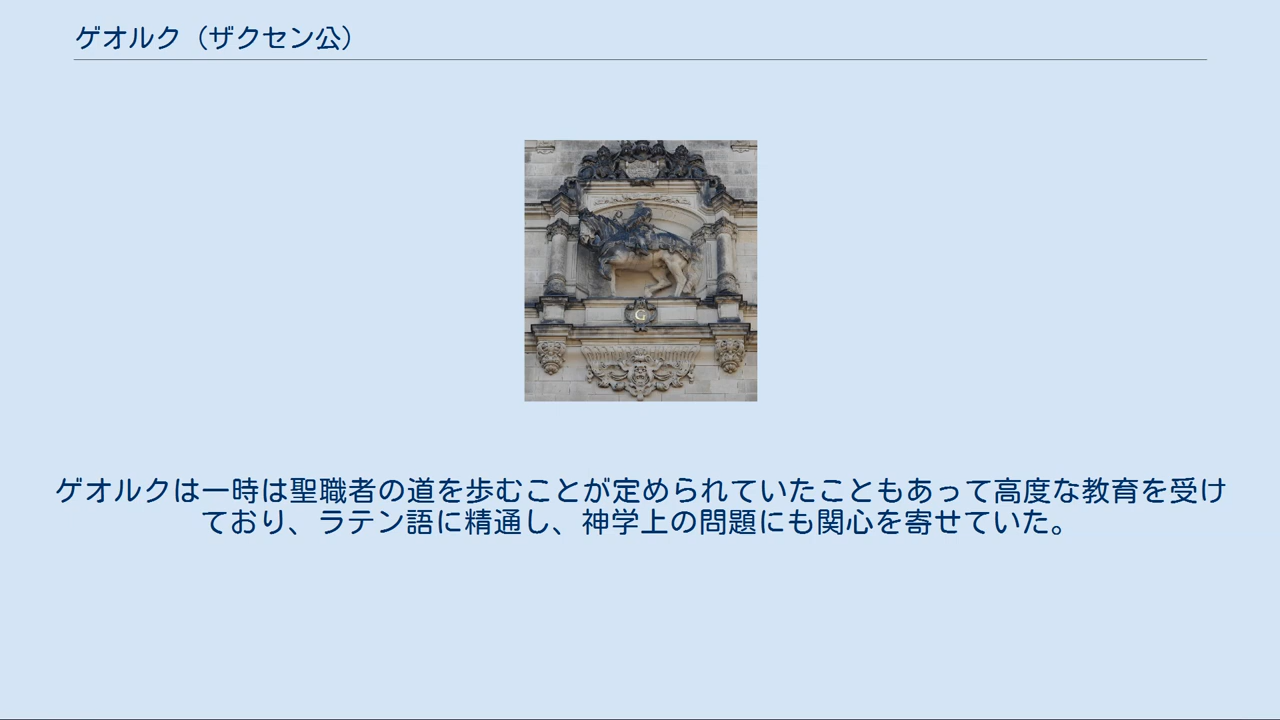 ゲオルク（ザクセン公）
G
ゲオルクは一時は聖職者の道を歩むことが定められていたこともあって高度な教育を受け
ており、ラテン語に精通し、神学上の問題にも関心を寄せていた。